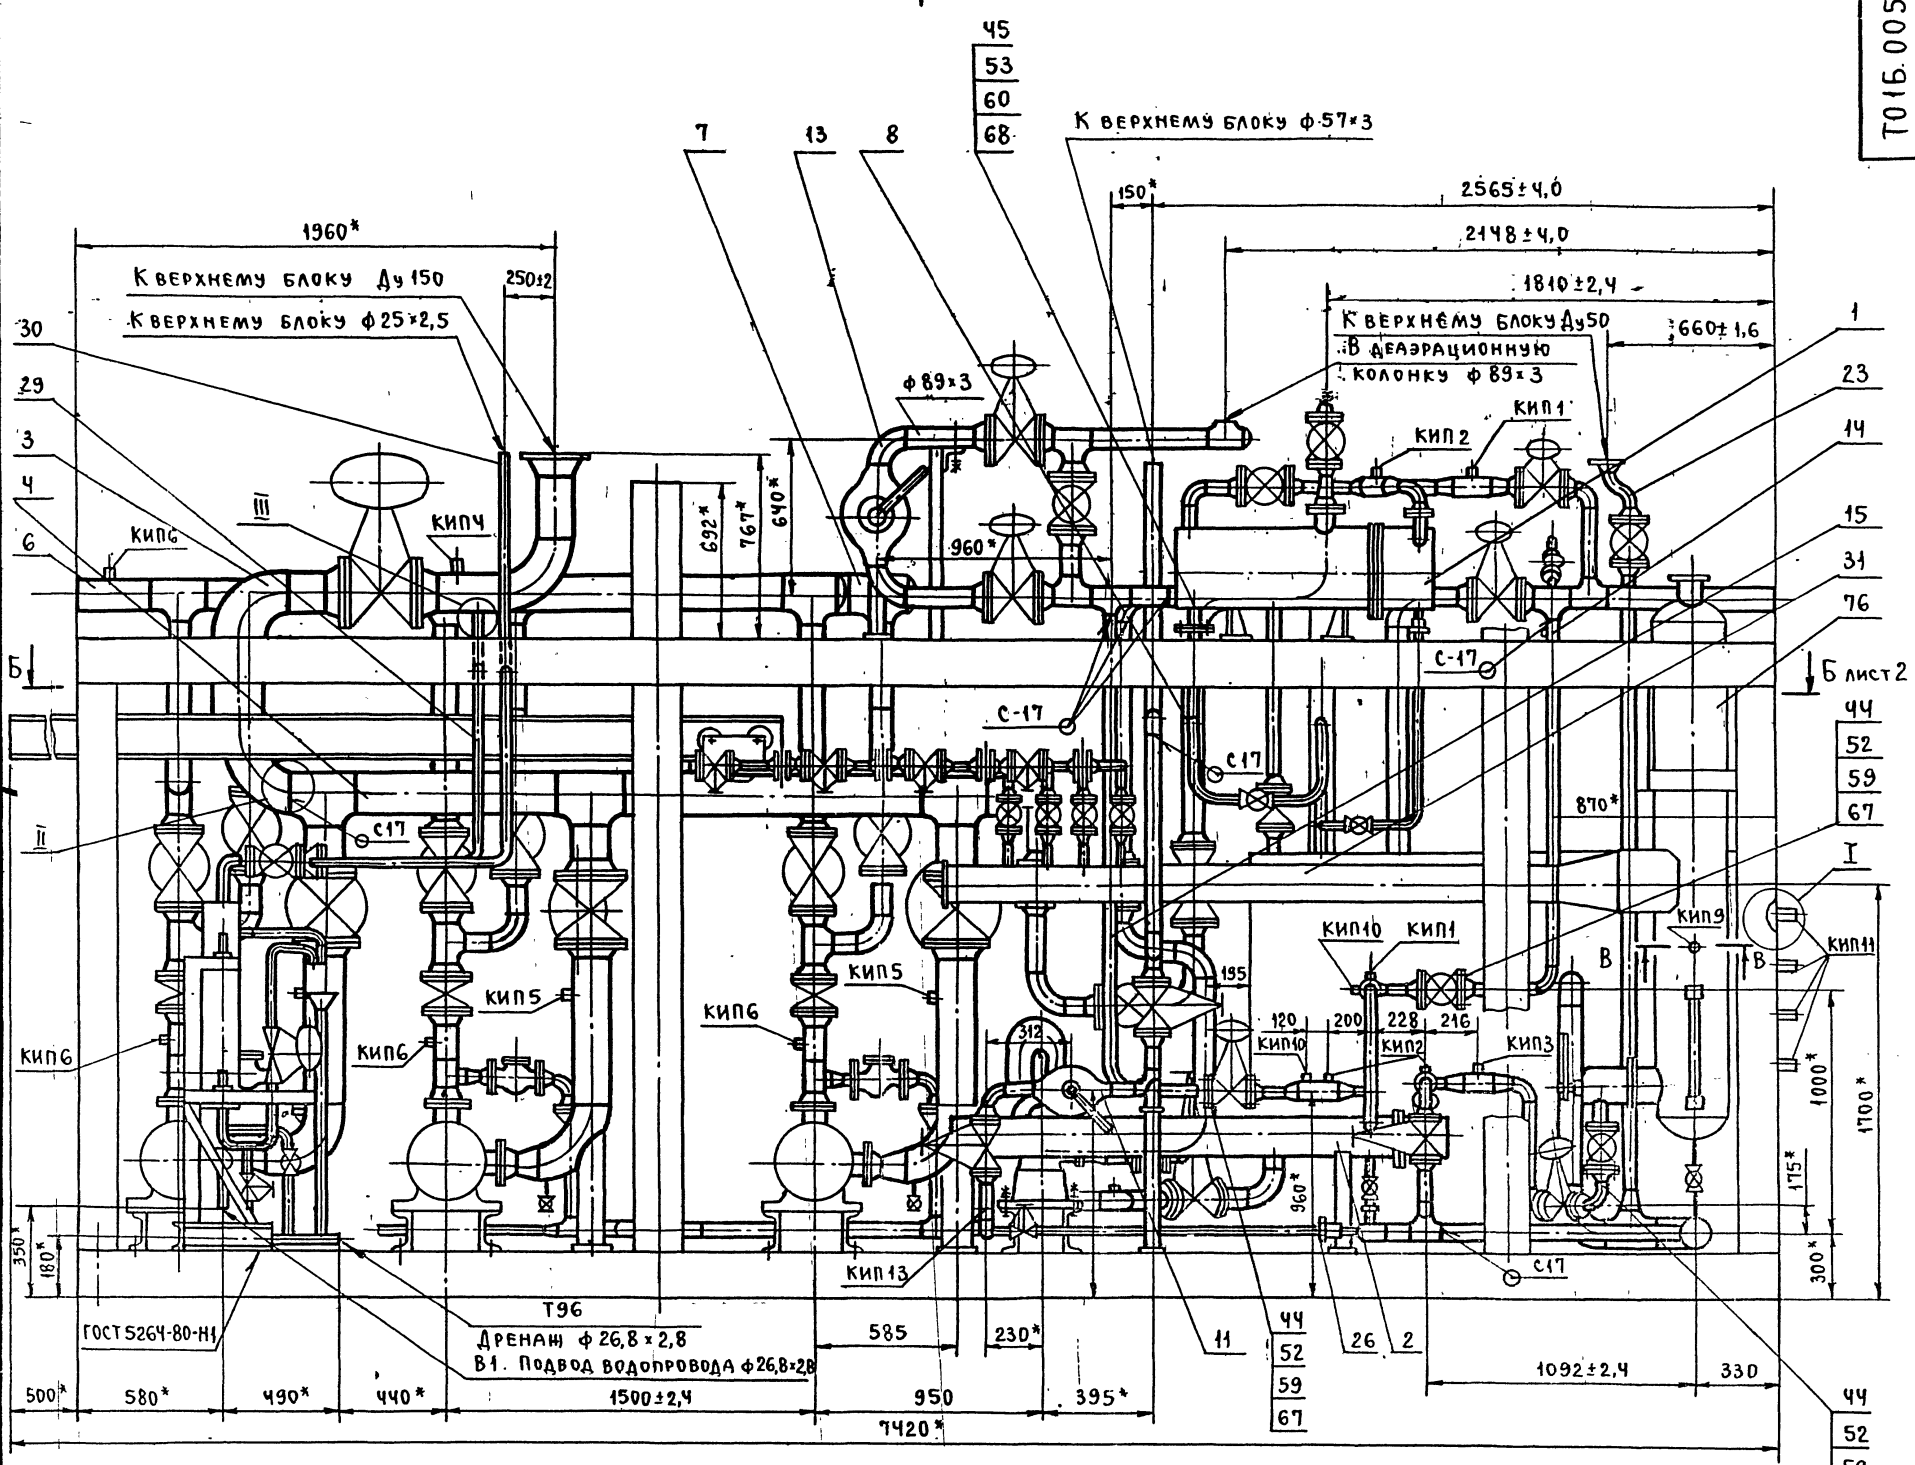 Т01Б.005
45
53
60
68
7
13
8
К ВЕРХНЕМУ БЛОКУ ф 57×3
150*
2565±4,0
2148±4,0
1810±2,4
660±1,6
1960*
250±2
К ВЕРХНЕМУ БЛОКУ Ду 150
К ВЕРХНЕМУ БЛОКУ ф 25×2,5
К ВЕРХНЕМУ БЛОКУ Ду50
В ДЕАЭРАЦИОННУЮ
КОЛОНКУ ф 89×3
ф 89×3
30
29
3
4
6
III
КИП6
КИП4
692*
767*
640*
960*
КИП2
КИП1
1
23
14
15
31
76
Б
Б лист 2
С-17
С-17
С17
С17
II
870*
44
52
59
67
I
КИП9
КИП11
В
В
КИП10
КИП1
195
120
200
228
216
КИП10
КИП2
КИП3
КИП5
КИП5
КИП6
КИП6
КИП6
312
1000*
1700*
175*
300*
960*
350*
180*
КИП13
С17
ГОСТ 5264-80-Н1
Т96
ДРЕНАЖ ф 26,8×2,8
В1. ПОДВОД ВОДОПРОВОДА ф26,8×2,8
585
230*
11
44
52
59
67
26
2
1092±2,4
330
500*
580*
490*
440*
1500±2,4
950
395*
7420*
44
52